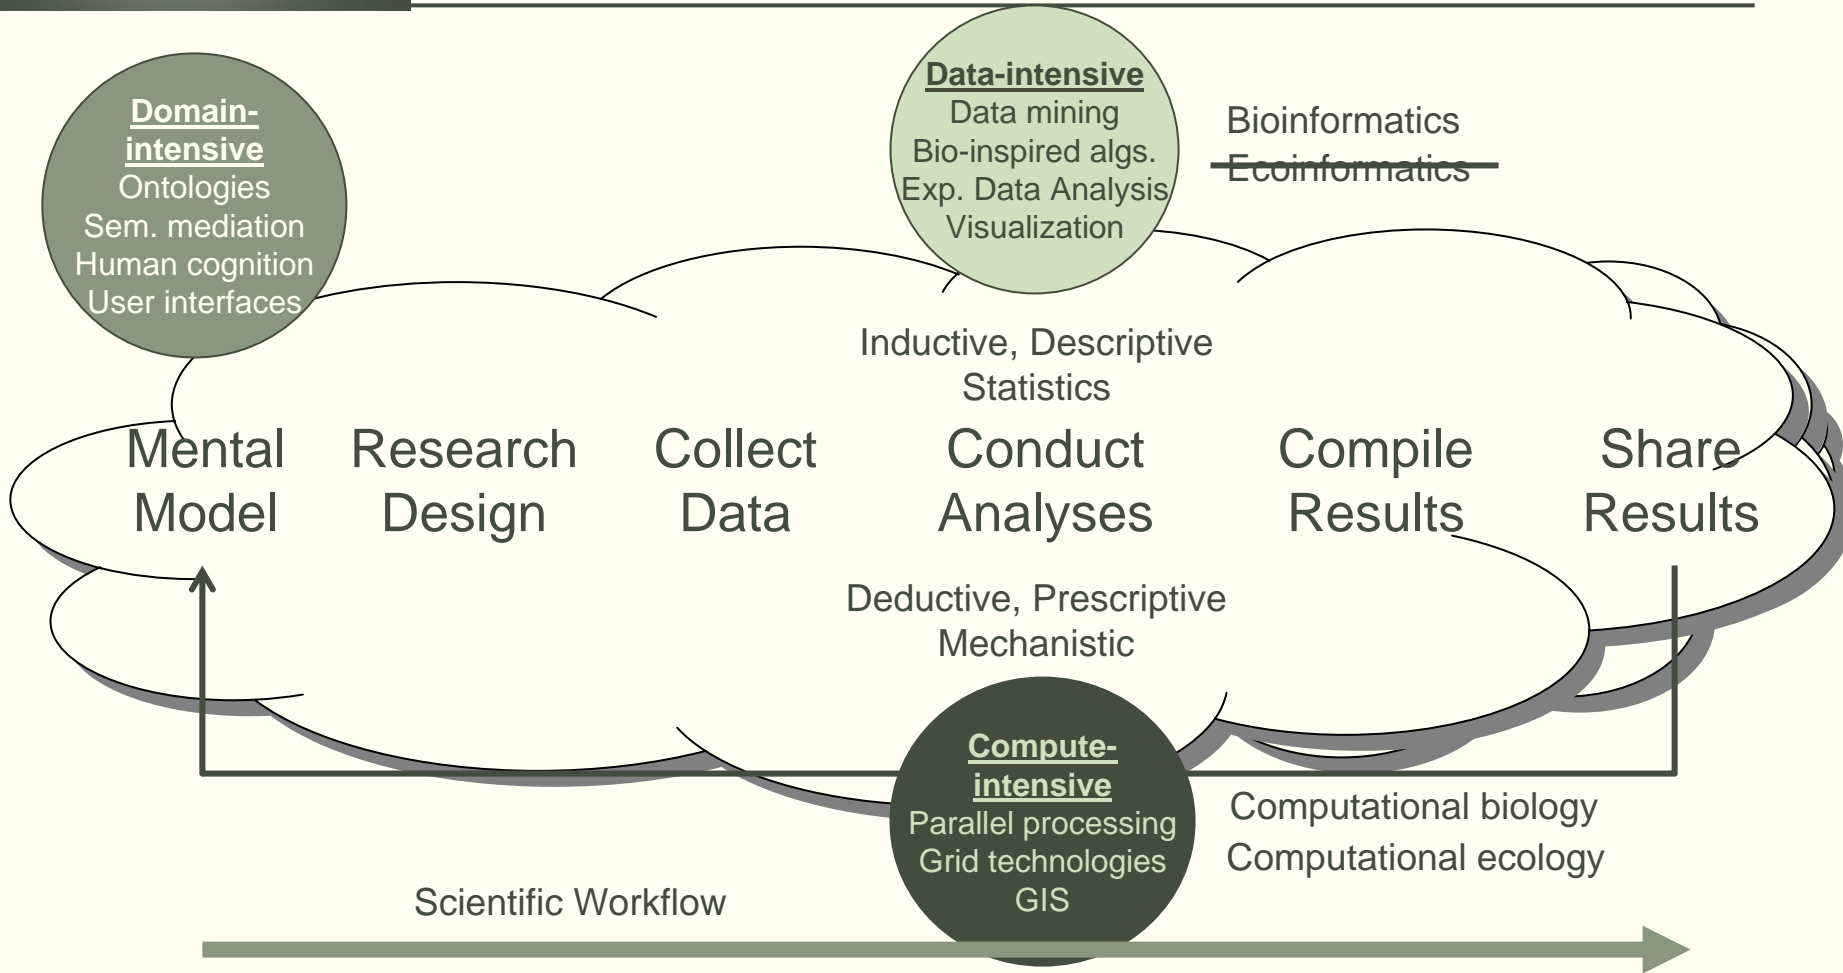 Domain-
intensive
Ontologies
Sem. mediation
Human cognition
User interfaces
Data-intensive
Data mining
Bio-inspired algs.
Exp. Data Analysis
Visualization
Bioinformatics
Ecoinformatics
Inductive, Descriptive
Statistics
Mental
Model
Research
Design
Collect
Data
Conduct
Analyses
Compile
Results
Share
Results
Deductive, Prescriptive
Mechanistic
Compute-
intensive
Parallel processing
Grid technologies
GIS
Computational biology
Computational ecology
Scientific Workflow